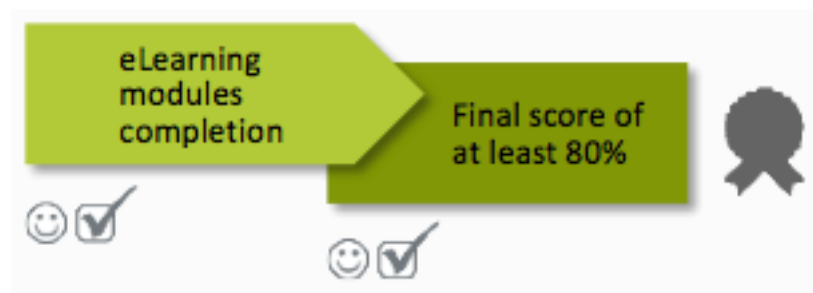 eLearning
modules
completion
Final score of
at least 80%